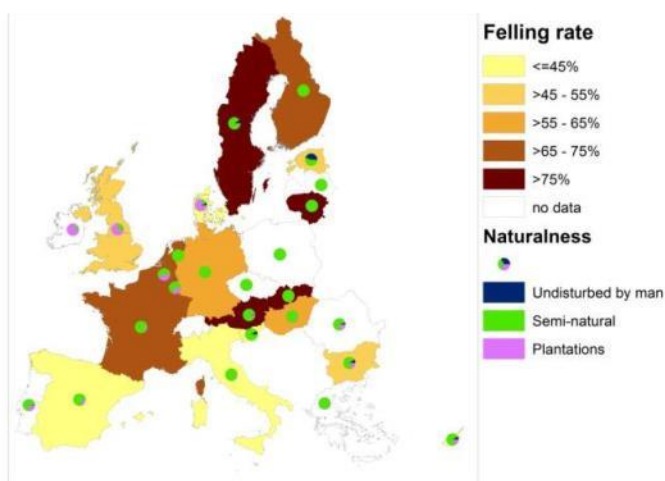 Felling rate
<=45%
>45 - 55%
>55 - 65%
>65 - 75%
>75%
no data
Naturalness
Undisturbed by man
Semi-natural
Plantations